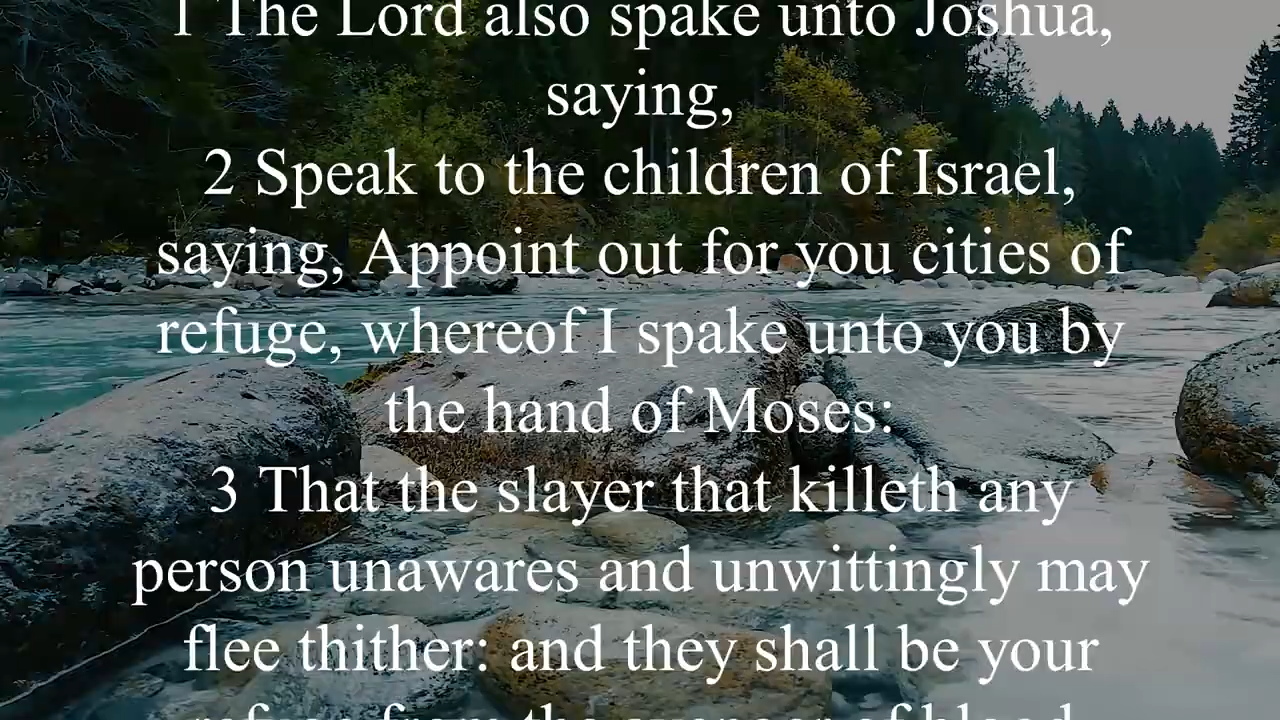 1 The Lord also spake unto Joshua,
saying,
2 Speak to the children of Israel,
saying, Appoint out for you cities of
refuge, whereof I spake unto you by
the hand of Moses:
3 That the slayer that killeth any
person unawares and unwittingly may
flee thither: and they shall be your
refuge from the avenger of blood.